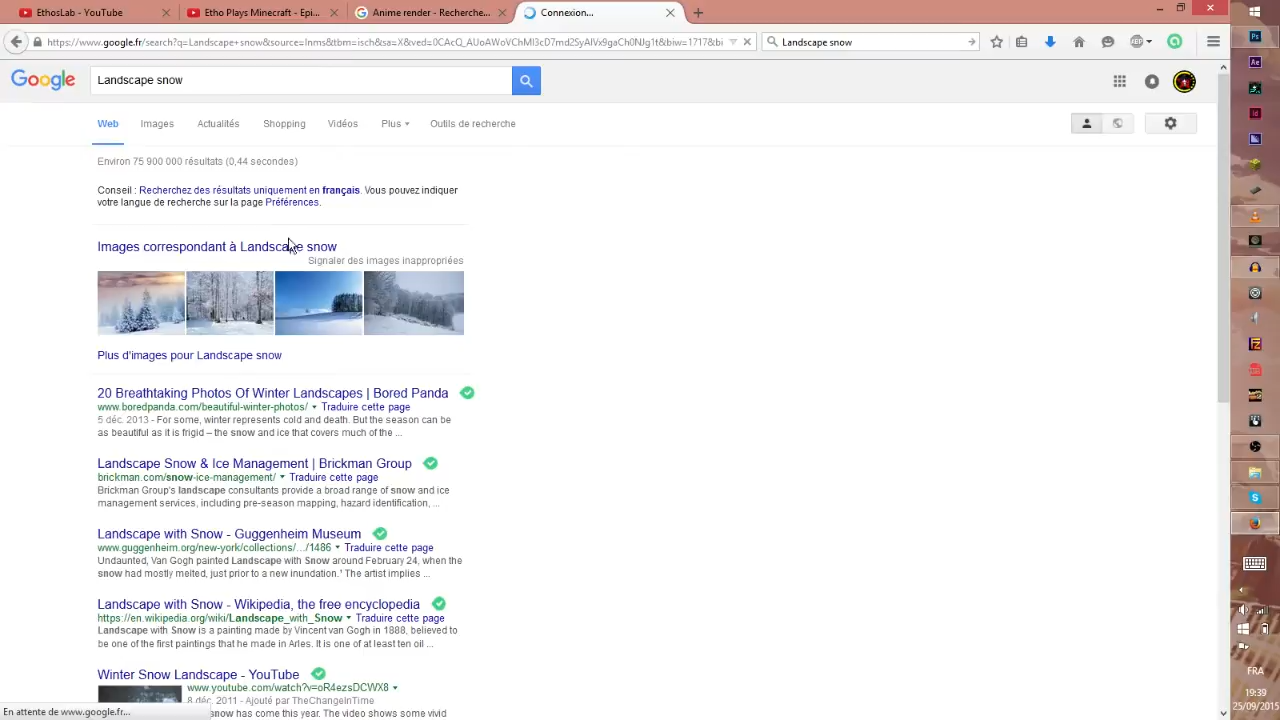 EthosLab - YouTube
Etho Plays Minecraft - Epi...
Anime render - Recherche...
Connexion...
https://www.google.fr/search?q=Landscape+snow&source=lnms&tbm=isch&sa=X&ved=0CAcQ_AUoAWoVChMI3cD7md2SyAIVx9gaCh0NJg1t&biw=1717&bi
Landscape snow
Google
Landscape snow
Web
Images
Actualités
Shopping
Vidéos
Plus
Outils de recherche
Environ 75 900 000 résultats (0,44 secondes)
Conseil : Recherchez des résultats uniquement en français. Vous pouvez indiquer
votre langue de recherche sur la page Préférences.
Images correspondant à Landscape snow
Signaler des images inappropriées
Plus d'images pour Landscape snow
20 Breathtaking Photos Of Winter Landscapes | Bored Panda
www.boredpanda.com/beautiful-winter-photos/ Traduire cette page
5 déc. 2013 - For some, winter represents cold and death. But the season can be
as beautiful as it is frigid – the snow and ice that covers much of the ...
Landscape Snow & Ice Management | Brickman Group
brickman.com/snow-ice-management/ Traduire cette page
Brickman Group's landscape consultants provide a broad range of snow and ice
management services, including pre-season mapping, hazard identification, ...
Landscape with Snow - Guggenheim Museum
www.guggenheim.org/new-york/collections/.../1486 Traduire cette page
Undaunted, Van Gogh painted Landscape with Snow around February 24, when the
snow had mostly melted, just prior to a new inundation.' The artist implies ...
Landscape with Snow - Wikipedia, the free encyclopedia
https://en.wikipedia.org/wiki/Landscape_with_Snow Traduire cette page
Landscape with Snow is a painting made by Vincent van Gogh in 1888, believed to
be one of the first paintings that he made in Arles. It is one of at least ten oil ...
Winter Snow Landscape - YouTube
www.youtube.com/watch?v=oR4ezsDCWX8
8 déc. 2011 - Ajouté par TheChangeInTime
snow has come this year. The video shows some vivid
En attente de www.google.fr...
Ps
Ae
Id
ABP
FZ
S
FRA
19:39
25/09/2015